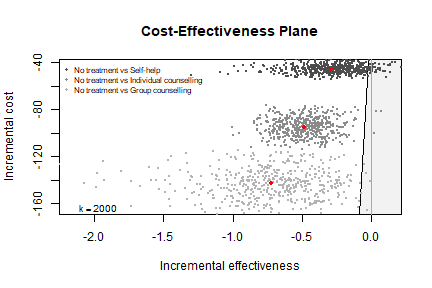 Cost-Effectiveness Plane
Incremental cost
-40
-80
-120
-160
No treatment vs Self-help
No treatment vs Individual counselling
No treatment vs Group counselling
k = 2000
-2.0
-1.5
-1.0
-0.5
0.0
Incremental effectiveness